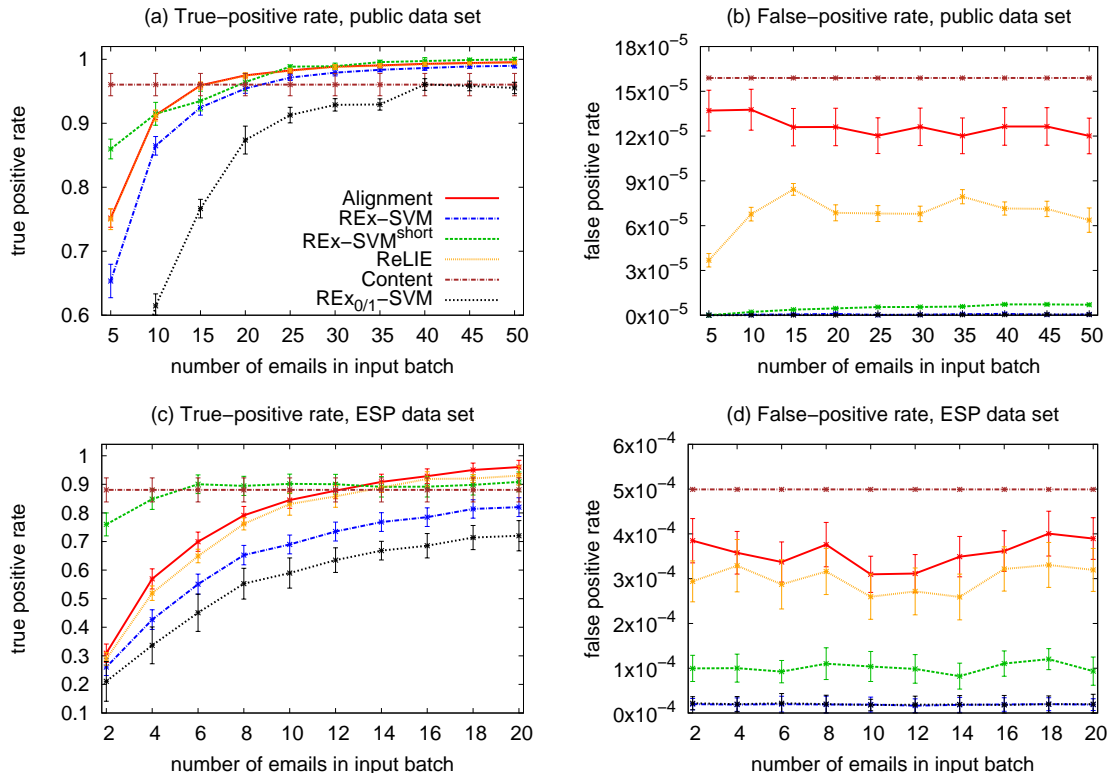 (a) True−positive rate, public data set
true positive rate
1
0.9
0.8
0.7
0.6
Alignment
REx−SVM
REx−SVM^short
ReLIE
Content
REx_0/1−SVM
5 10 15 20 25 30 35 40 45 50
number of emails in input batch
(b) False−positive rate, public data set
false positive rate
18x10^-5
15x10^-5
12x10^-5
9x10^-5
6x10^-5
3x10^-5
0x10^-5
5 10 15 20 25 30 35 40 45 50
number of emails in input batch
(c) True−positive rate, ESP data set
true positive rate
1
0.9
0.8
0.7
0.6
0.5
0.4
0.3
0.2
0.1
2 4 6 8 10 12 14 16 18 20
number of emails in input batch
(d) False−positive rate, ESP data set
false positive rate
6x10^-4
5x10^-4
4x10^-4
3x10^-4
2x10^-4
1x10^-4
0x10^-4
2 4 6 8 10 12 14 16 18 20
number of emails in input batch